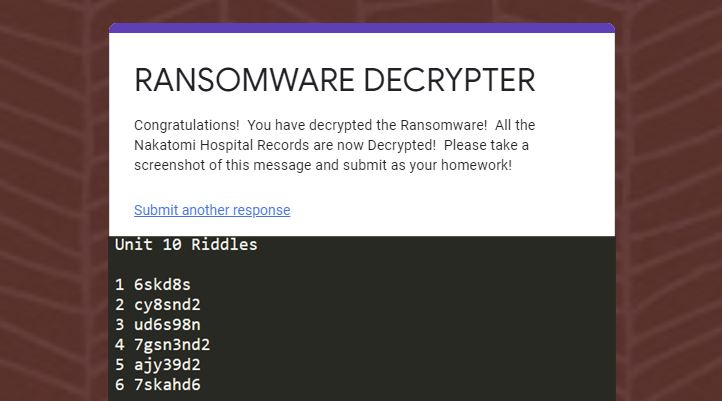 RANSOMWARE DECRYPTER
Congratulations!  You have decrypted the Ransomware!  All the
Nakatomi Hospital Records are now Decrypted!  Please take a
screenshot of this message and submit as your homework!
Submit another response
Unit 10 Riddles
1 6skd8s
2 cy8snd2
3 ud6s98n
4 7gsn3nd2
5 ajy39d2
6 7skahd6